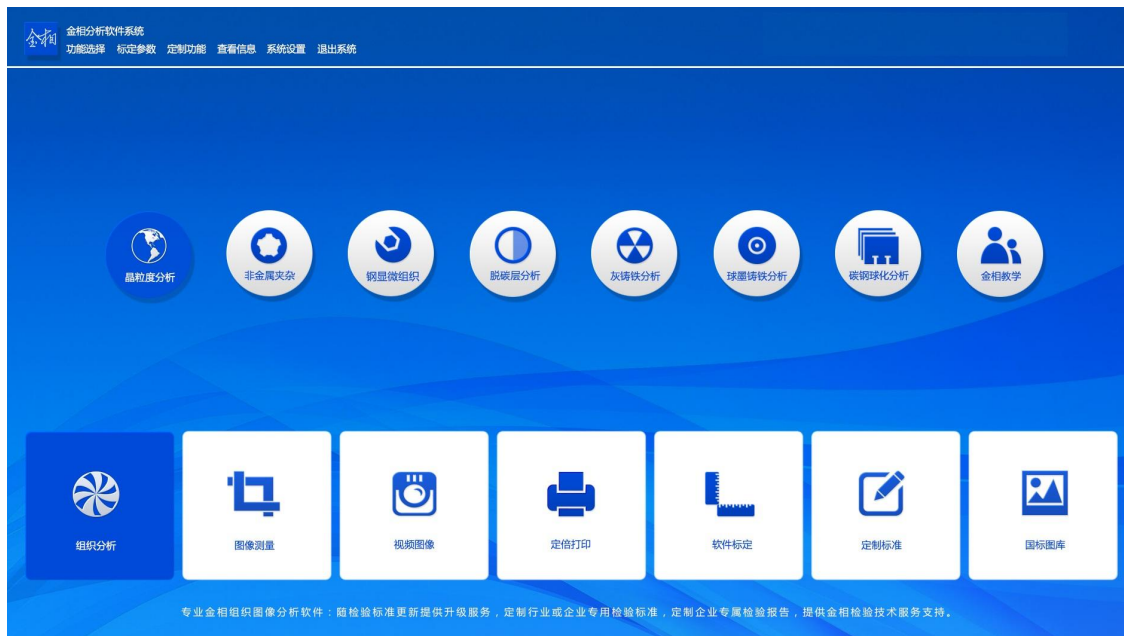 金相
金相分析软件系统
功能选择 标定参数 定制功能 查看信息 系统设置 退出系统
晶粒度分析 非金属夹杂 钢显微组织 脱碳层分析 灰铸铁分析 球墨铸铁分析 碳钢球化分析 金相教学
组织分析 图像测量 视频图像 定倍打印 软件标定 定制标准 国标图库
专业金相组织图像分析软件：随检验标准更新提供升级服务，定制行业或企业专用检验标准，定制企业专属检验报告，提供金相检验技术服务支持。